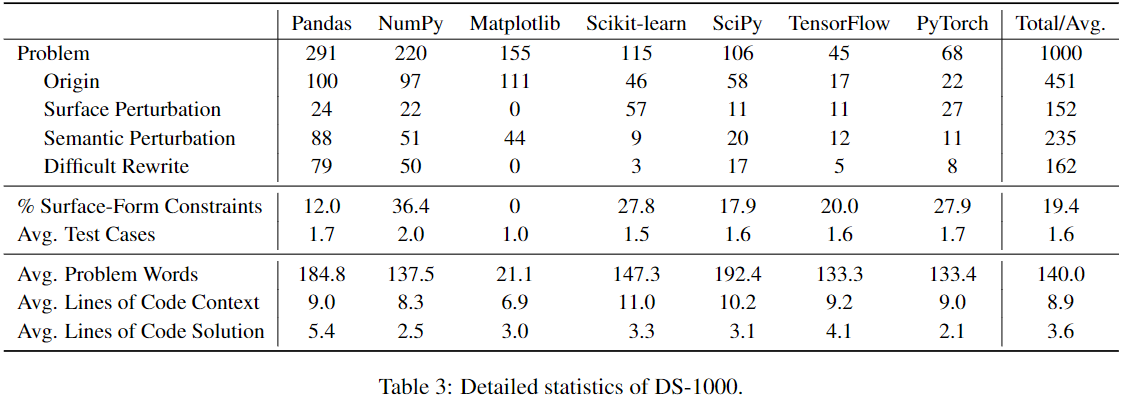 Pandas NumPy Matplotlib Scikit-learn SciPy TensorFlow PyTorch Total/Avg.
Problem 291 220 155 115 106 45 68 1000
Origin 100 97 111 46 58 17 22 451
Surface Perturbation 24 22 0 57 11 11 27 152
Semantic Perturbation 88 51 44 9 20 12 11 235
Difficult Rewrite 79 50 0 3 17 5 8 162
% Surface-Form Constraints 12.0 36.4 0 27.8 17.9 20.0 27.9 19.4
Avg. Test Cases 1.7 2.0 1.0 1.5 1.6 1.6 1.7 1.6
Avg. Problem Words 184.8 137.5 21.1 147.3 192.4 133.3 133.4 140.0
Avg. Lines of Code Context 9.0 8.3 6.9 11.0 10.2 9.2 9.0 8.9
Avg. Lines of Code Solution 5.4 2.5 3.0 3.3 3.1 4.1 2.1 3.6
Table 3: Detailed statistics of DS-1000.